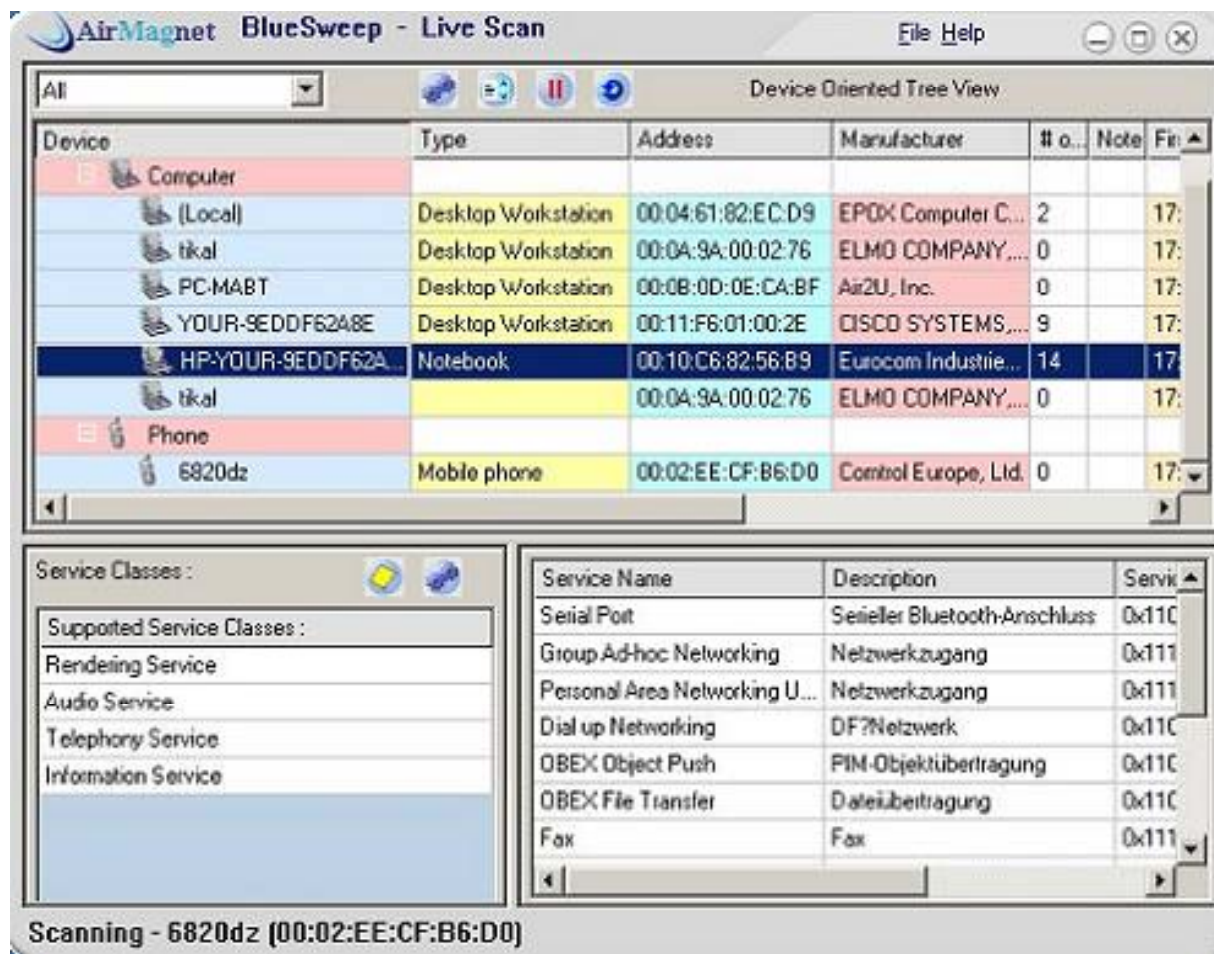 AirMagnet BlueSweep - Live Scan File Help
All Device Oriented Tree View
Device Type Address Manufacturer # o... Note Fir
Computer
(Local) Desktop Workstation 00:04:61:82:EC:D9 EPOX Computer C... 2 17:
tikal Desktop Workstation 00:0A:9A:00:02:76 ELMO COMPANY,... 0 17:
PC-MABT Desktop Workstation 00:0B:0D:0E:CA:BF Air2U, Inc. 0 17:
YOUR-9EDDF62A8E Desktop Workstation 00:11:F6:01:00:2E CISCO SYSTEMS,... 9 17:
HP-YOUR-9EDDF62A... Notebook 00:10:C6:82:56:B9 Eurocom Industrie... 14 17
tikal 00:0A:9A:00:02:76 ELMO COMPANY,... 0 17:
Phone
6820dz Mobile phone 00:02:EE:CF:B6:D0 Comtrol Europe, Ltd. 0 17:
Service Classes :
Supported Service Classes :
Rendering Service
Audio Service
Telephony Service
Information Service
Service Name Description Servic
Serial Port Serieller Bluetooth-Anschluss 0x110
Group Ad-hoc Networking Netzwerkzugang 0x111
Personal Area Networking U... Netzwerkzugang 0x111
Dial up Networking DF?Netzwerk 0x110
OBEX Object Push PIM-Objektübertragung 0x110
OBEX File Transfer Dateiübertragung 0x110
Fax Fax 0x111
Scanning - 6820dz (00:02:EE:CF:B6:D0)